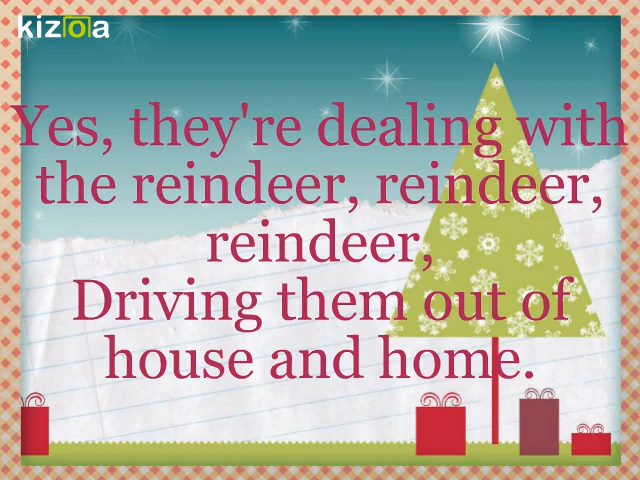 kizoa
Yes, they're dealing with
the reindeer, reindeer,
reindeer,
Driving them out of
house and home.